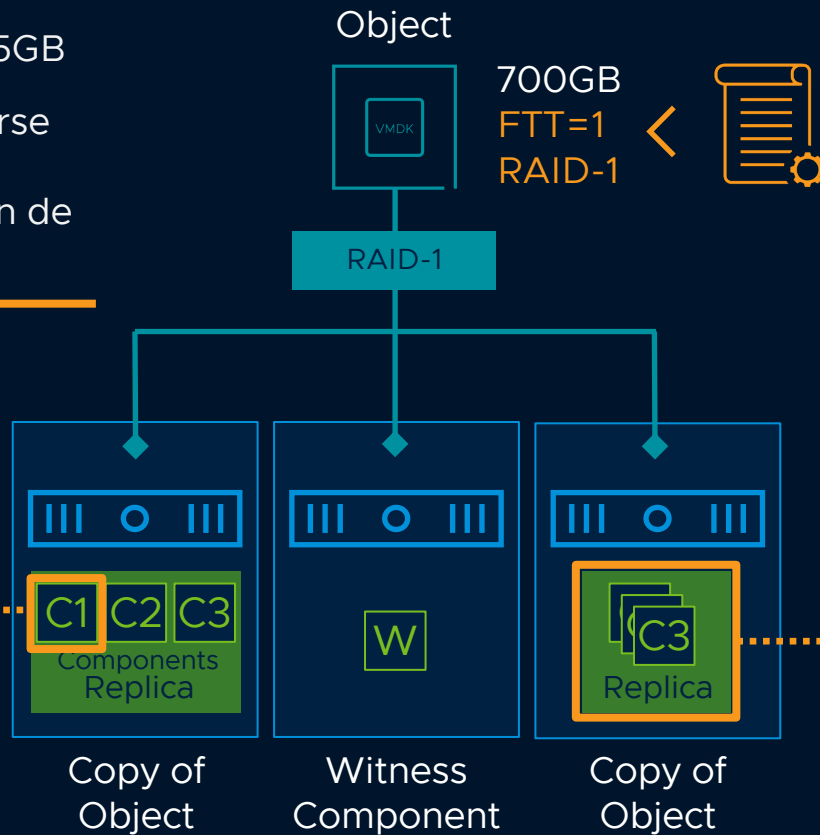 Object
5GB
rse
n de
VMDK
700GB
FTT=1
RAID-1
RAID-1
C1 C2 C3
Components
Replica
W
C3
Replica
Copy of
Object
Witness
Component
Copy of
Object